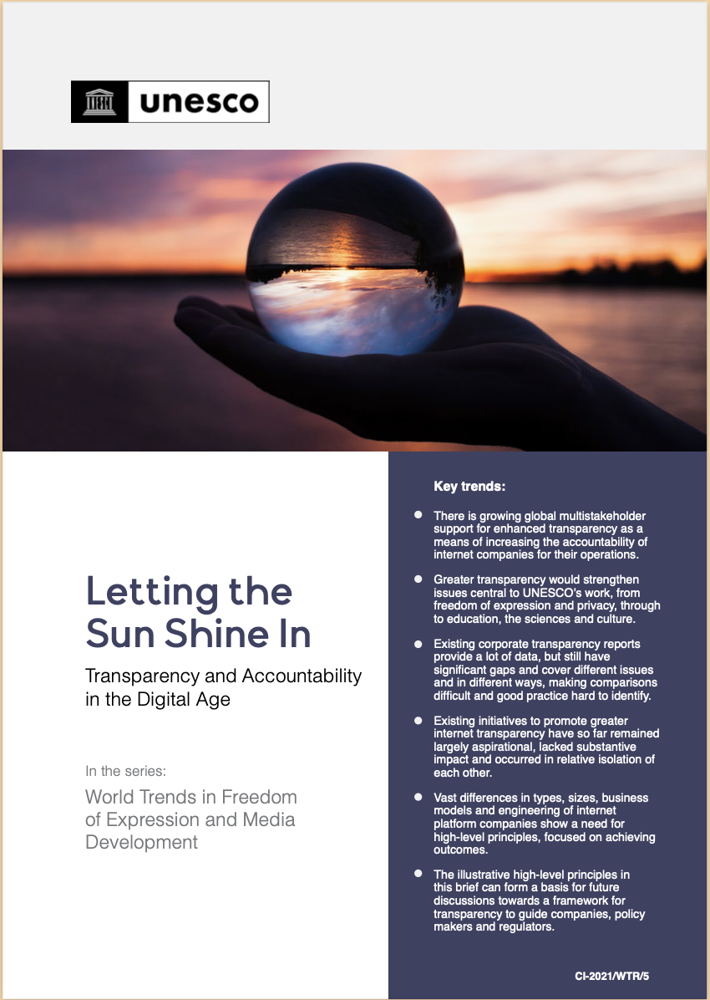 UNESCO
unesco
Letting the
Sun Shine In
Transparency and Accountability
in the Digital Age
In the series:
World Trends in Freedom
of Expression and Media
Development
Key trends:
There is growing global multistakeholder
support for enhanced transparency as a
means of increasing the accountability of
internet companies for their operations.
Greater transparency would strengthen
issues central to UNESCO’s work, from
freedom of expression and privacy, through
to education, the sciences and culture.
Existing corporate transparency reports
provide a lot of data, but still have
significant gaps and cover different issues
and in different ways, making comparisons
difficult and good practice hard to identify.
Existing initiatives to promote greater
internet transparency have so far remained
largely aspirational, lacked substantive
impact and occurred in relative isolation of
each other.
Vast differences in types, sizes, business
models and engineering of internet
platform companies show a need for
high-level principles, focused on achieving
outcomes.
The illustrative high-level principles in
this brief can form a basis for future
discussions towards a framework for
transparency to guide companies, policy
makers and regulators.
CI-2021/WTR/5